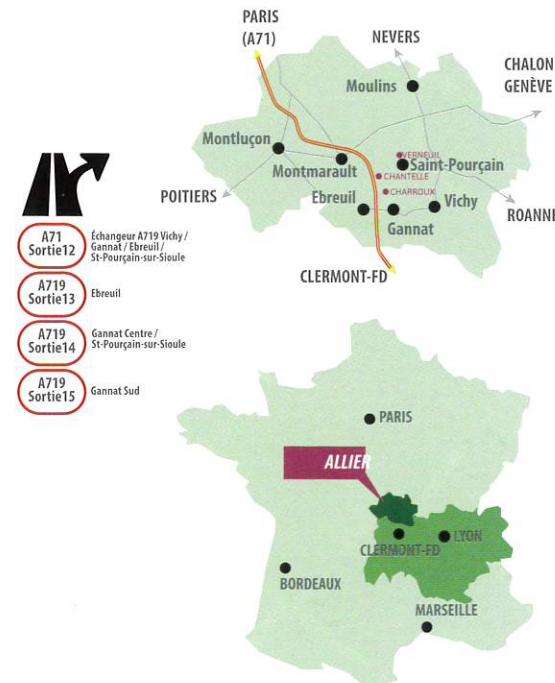 PARIS
(A71)
NEVERS
CHALON
GENÈVE
Moulins
Montluçon
VERNEUIL
Saint-Pourçain
Montmarault
CHANTELLE
POITIERS
CHARROUX
Ebreuil
Vichy
Gannat
ROANNE
CLERMONT-FD
A71
Sortie12
Échangeur A719 Vichy /
Gannat / Ebreuil /
St-Pourçain-sur-Sioule
A719
Sortie13
Ebreuil
A719
Sortie14
Gannat Centre /
St-Pourçain-sur-Sioule
A719
Sortie15
Gannat Sud
PARIS
ALLIER
CLERMONT-FD
LYON
BORDEAUX
MARSEILLE